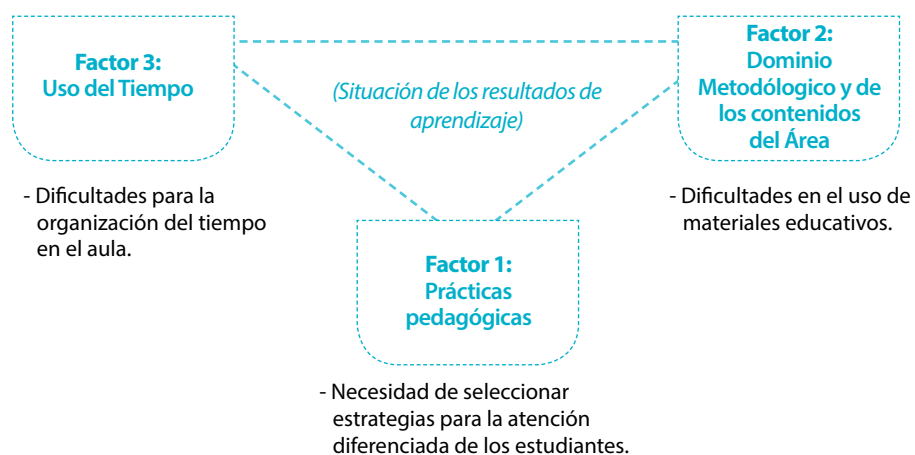 Factor 3:
Uso del Tiempo
- Dificultades para la
organización del tiempo
en el aula.
(Situación de los resultados de
aprendizaje)
Factor 2:
Dominio
Metodólogico y de
los contenidos
del Área
- Dificultades en el uso de
materiales educativos.
Factor 1:
Prácticas
pedagógicas
- Necesidad de seleccionar
estrategias para la atención
diferenciada de los estudiantes.